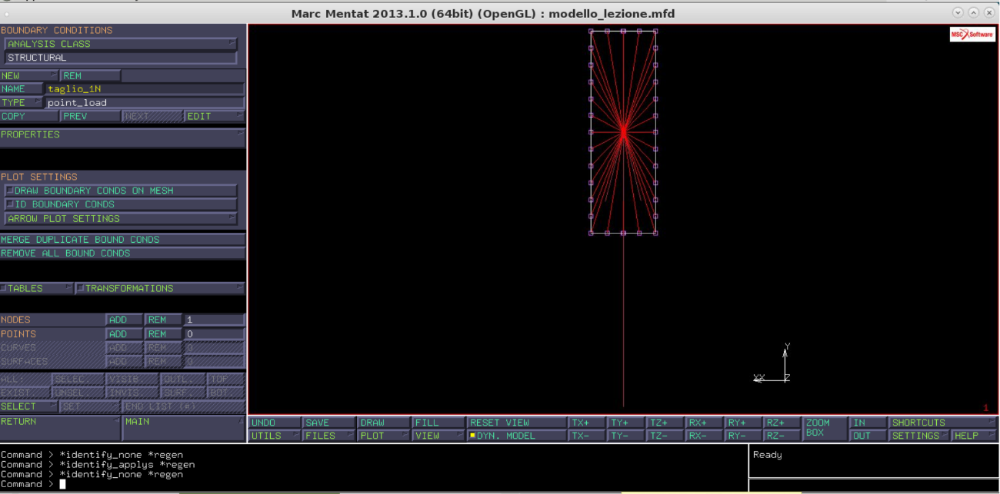 Marc Mentat 2013.1.0 (64bit) (OpenGL) : modello_lezione.mfd
BOUNDARY CONDITIONS
ANALYSIS CLASS
STRUCTURAL
NEW REM
NAME taglio_1N
TYPE point_load
COPY PREV NEXT EDIT
PROPERTIES
PLOT SETTINGS
DRAW BOUNDARY CONDS ON MESH
ID BOUNDARY CONDS
ARROW PLOT SETTINGS
MERGE DUPLICATE BOUND CONDS
REMOVE ALL BOUND CONDS
TABLES TRANSFORMATIONS
NODES ADD REM 1
POINTS ADD REM 0
CURVES ADD REM 0
SURFACES ADD REM 0
ALL: SELEC. VISIB. OUTL. TOP
EXIST. UNSEL. INVIS. SURF. BOT.
SELECT SET END LIST (#)
RETURN MAIN
MSC Software
Y
X Z
1
UNDO SAVE DRAW FILL RESET VIEW TX+ TY+ TZ+ RX+ RY+ RZ+ ZOOM BOX IN SHORTCUTS
UTILS FILES PLOT VIEW DYN. MODEL TX- TY- TZ- RX- RY- RZ- OUT SETTINGS HELP
Command > *identify_none *regen
Command > *identify_applys *regen
Command > *identify_none *regen
Command >
Ready